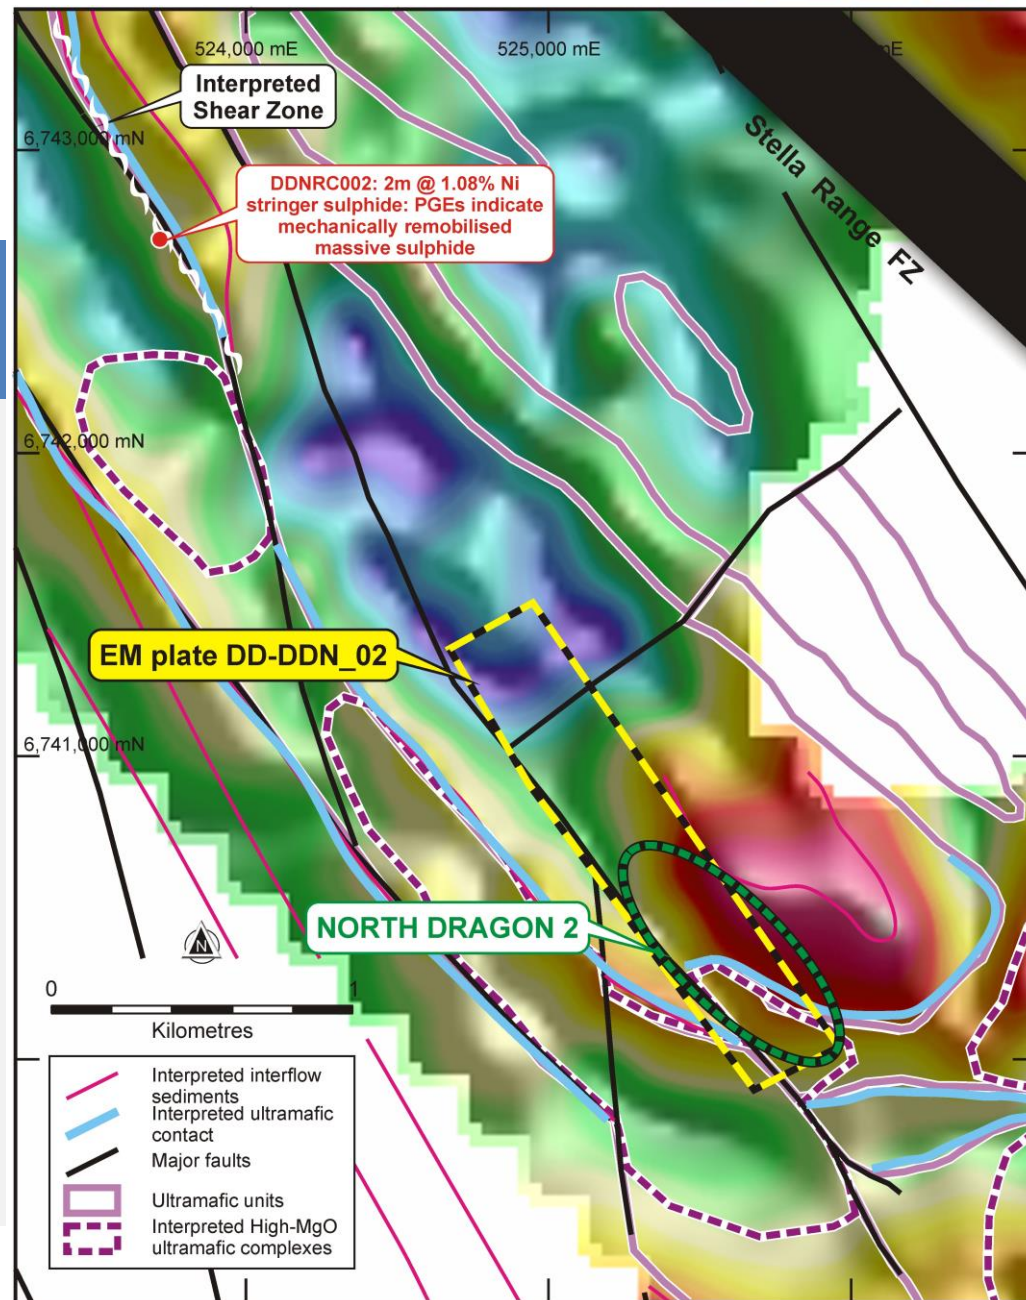 524,000 mE
525,000 mE
mE
Interpreted
Shear Zone
6,743,000 mN
Stella Range FZ
DDNRC002: 2m @ 1.08% Ni
stringer sulphide: PGEs indicate
mechanically remobilised
massive sulphide
6,742,000 mN
EM plate DD-DDN_02
6,741,000 mN
NORTH DRAGON 2
N
0
1
Kilometres
Interpreted interflow
sediments
Interpreted ultramafic
contact
Major faults
Ultramafic units
Interpreted High-MgO
ultramafic complexes